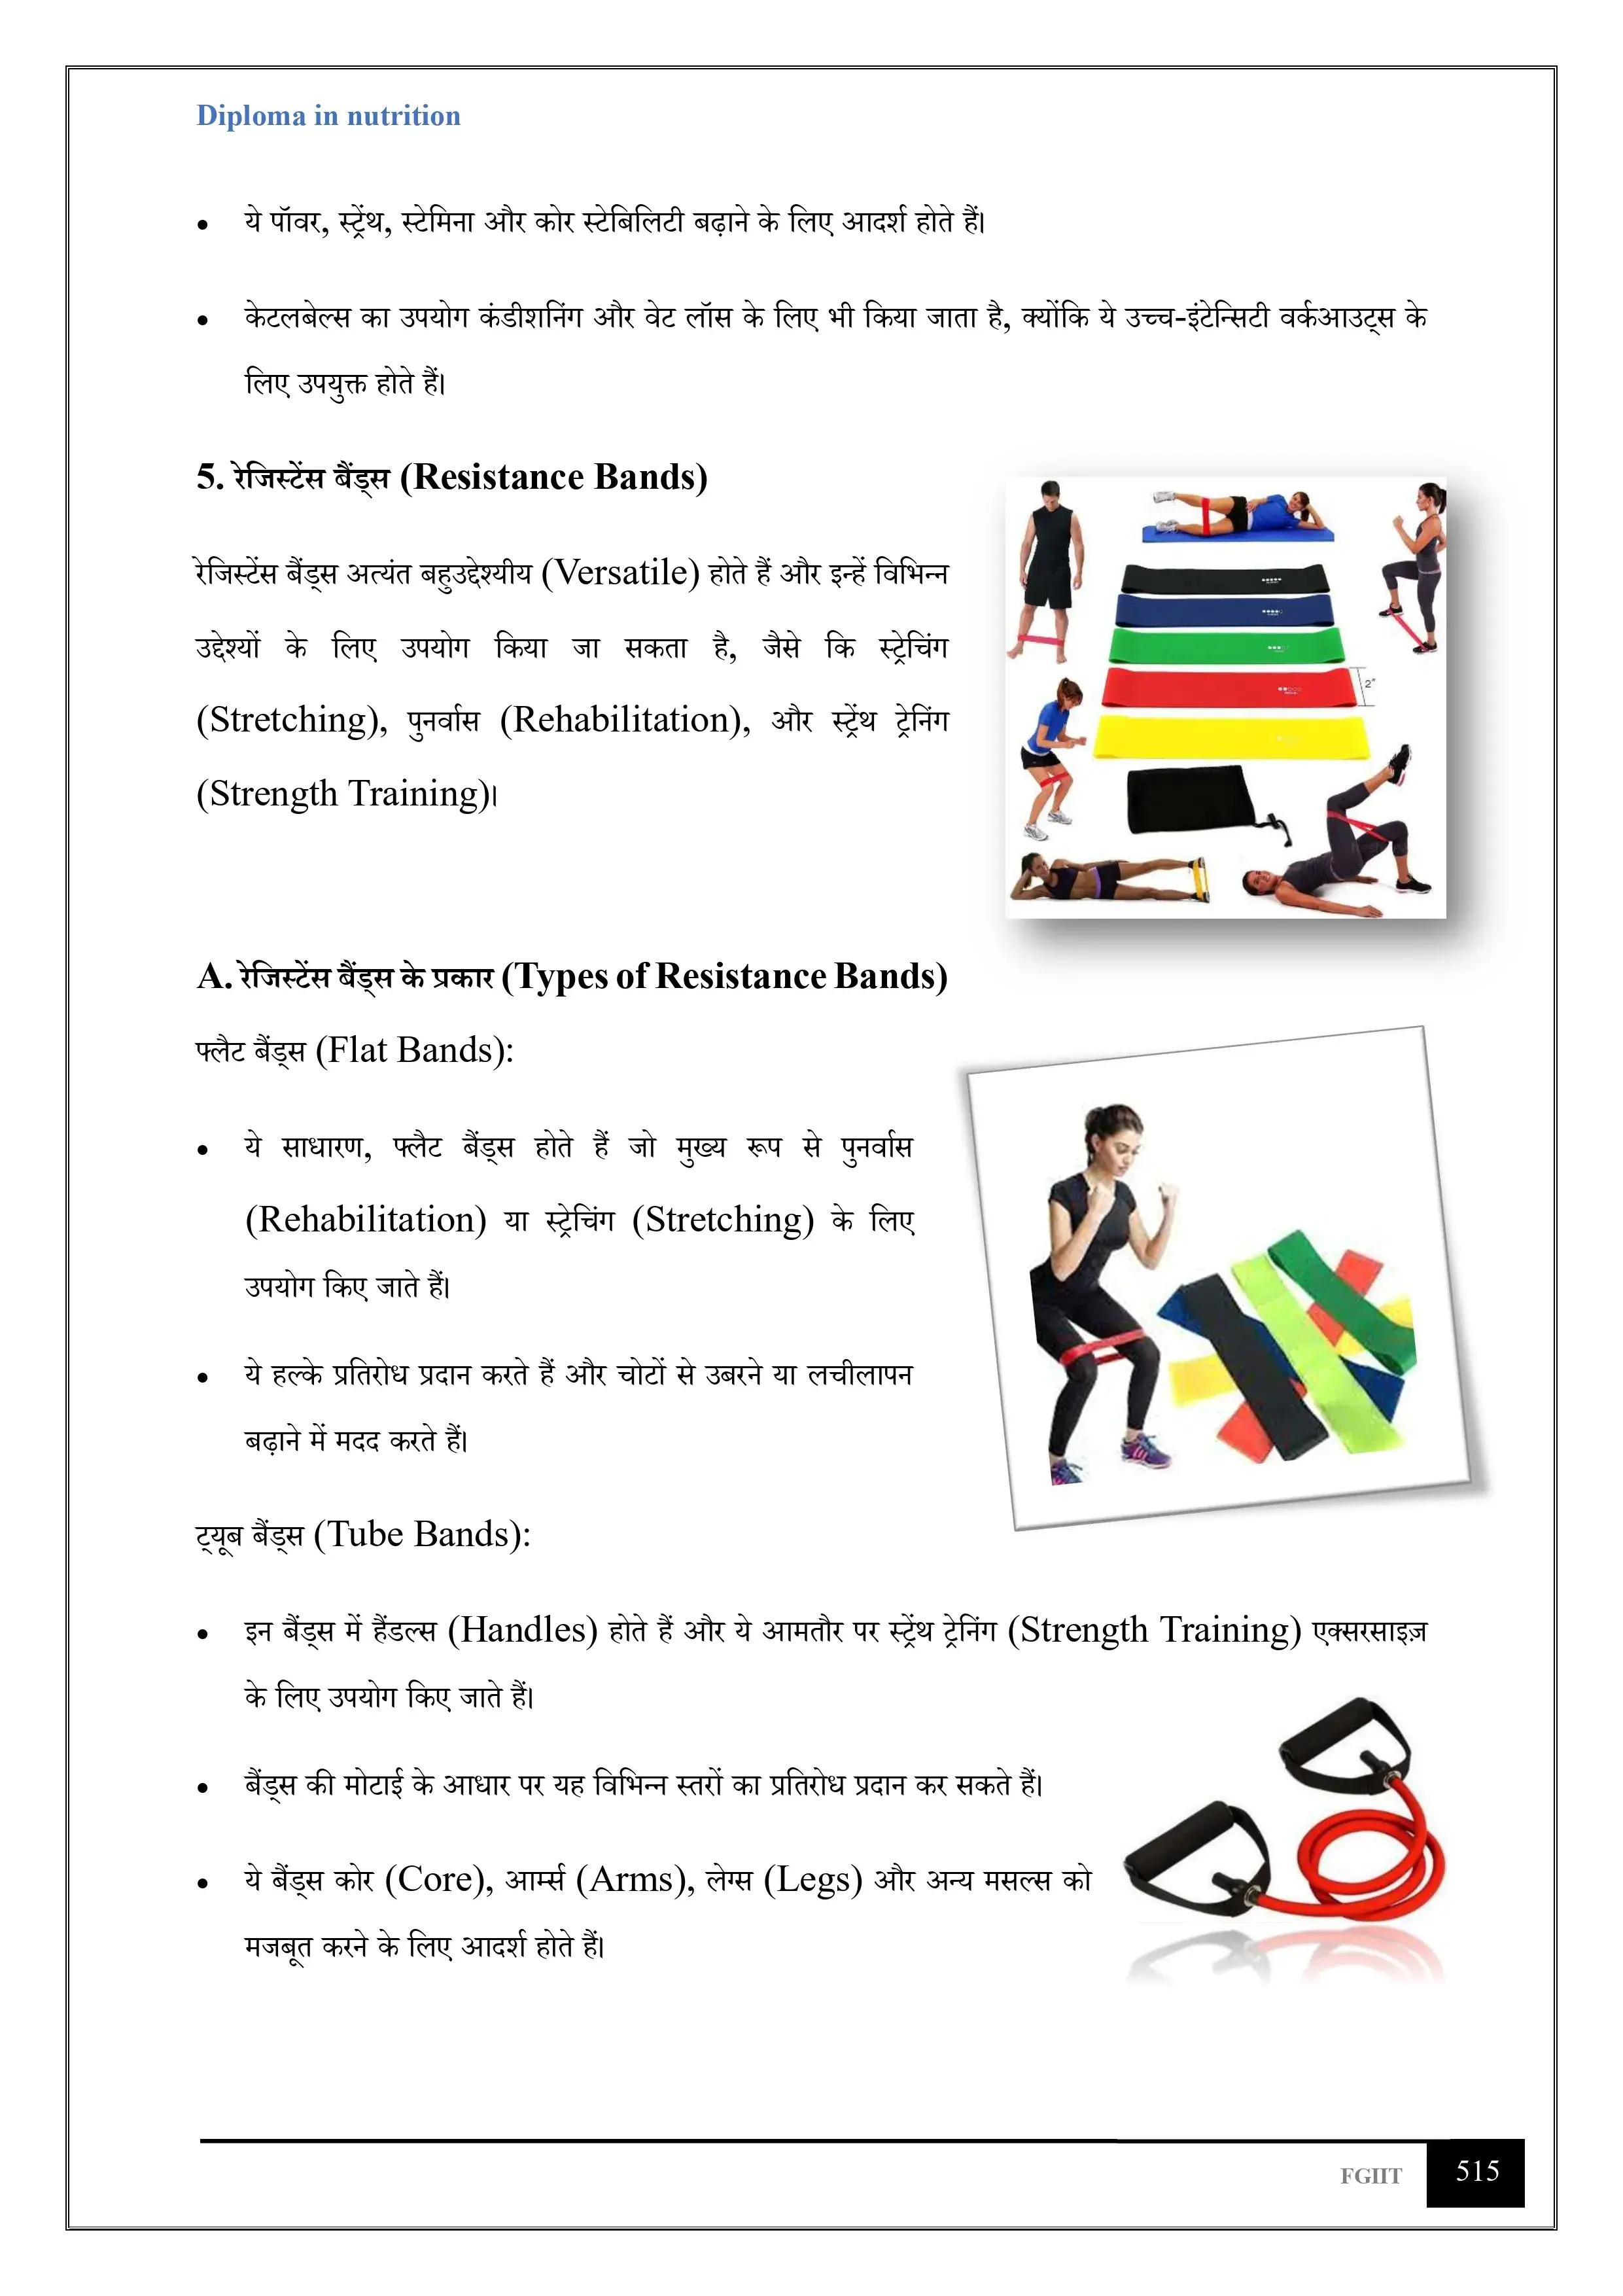 Diploma in nutrition
• ये पॉवर, स्ट्रेंथ, स्टेमिना और कोर स्टेबिलिटी बढ़ाने के लिए आदर्श होते हैं।
• केटलबेल्स का उपयोग कंडीशनिंग और वेट लॉस के लिए भी किया जाता है, क्योंकि ये उच्च-इंटेन्सिटी वर्कआउट्स के
लिए उपयुक्त होते हैं।
5. रेजिस्टेंस बैंड्स (Resistance Bands)
रेजिस्टेंस बैंड्स अत्यंत बहुउद्देश्यीय (Versatile) होते हैं और इन्हें विभिन्न
उद्देश्यों के लिए उपयोग किया जा सकता है, जैसे कि स्ट्रेचिंग
(Stretching), पुनर्वास (Rehabilitation), और स्ट्रेंथ ट्रेनिंग
(Strength Training)।
2"
A. रेजिस्टेंस बैंड्स के प्रकार (Types of Resistance Bands)
फ्लैट बैंड्स (Flat Bands):
• ये साधारण, फ्लैट बैंड्स होते हैं जो मुख्य रूप से पुनर्वास
(Rehabilitation) या स्ट्रेचिंग (Stretching) के लिए
उपयोग किए जाते हैं।
• ये हल्के प्रतिरोध प्रदान करते हैं और चोटों से उबरने या लचीलापन
बढ़ाने में मदद करते हैं।
ट्यूब बैंड्स (Tube Bands):
• इन बैंड्स में हैंडल्स (Handles) होते हैं और ये आमतौर पर स्ट्रेंथ ट्रेनिंग (Strength Training) एक्सरसाइज़
के लिए उपयोग किए जाते हैं।
• बैंड्स की मोटाई के आधार पर यह विभिन्न स्तरों का प्रतिरोध प्रदान कर सकते हैं।
• ये बैंड्स कोर (Core), आर्म्स (Arms), लेग्स (Legs) और अन्य मसल्स को
मजबूत करने के लिए आदर्श होते हैं।
FGIIT 515